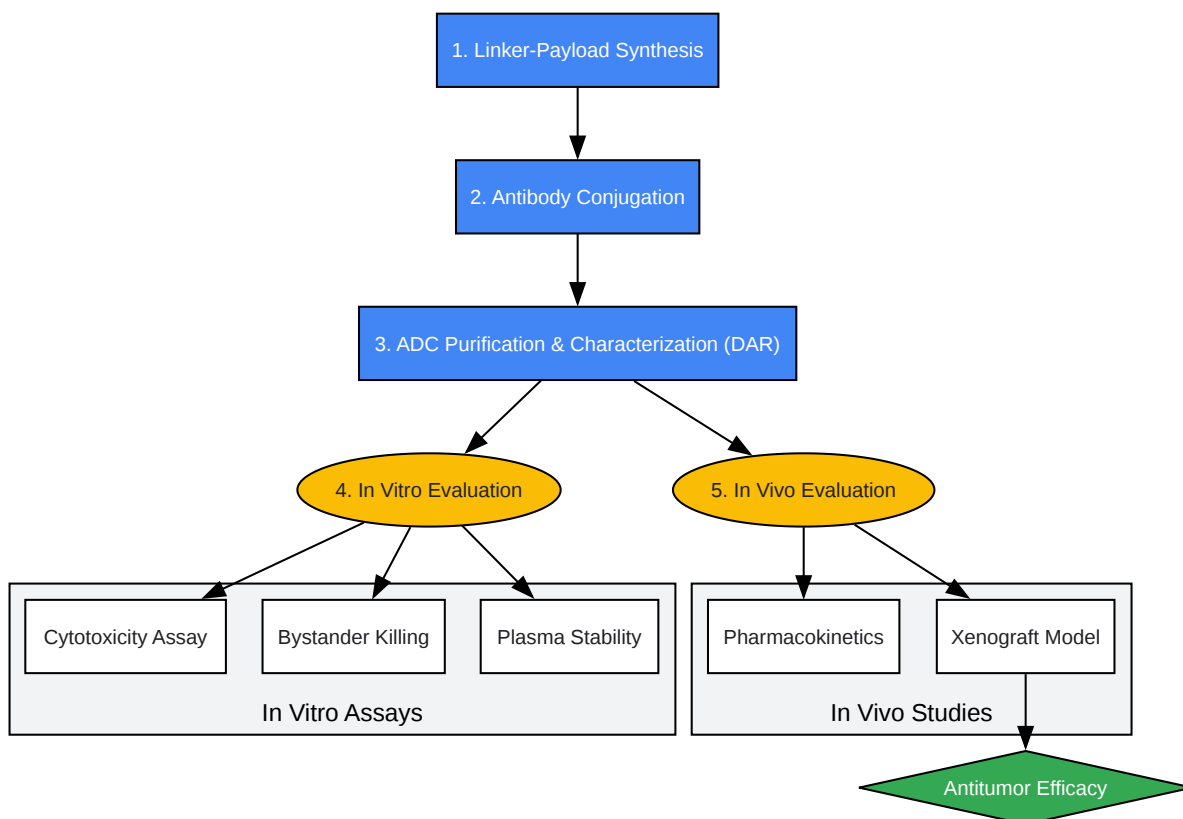 1. Linker-Payload Synthesis
2. Antibody Conjugation
3. ADC Purification & Characterization (DAR)
4. In Vitro Evaluation
5. In Vivo Evaluation
Cytotoxicity Assay
Bystander Killing
Plasma Stability
Pharmacokinetics
Xenograft Model
In Vitro Assays
In Vivo Studies
Antitumor Efficacy